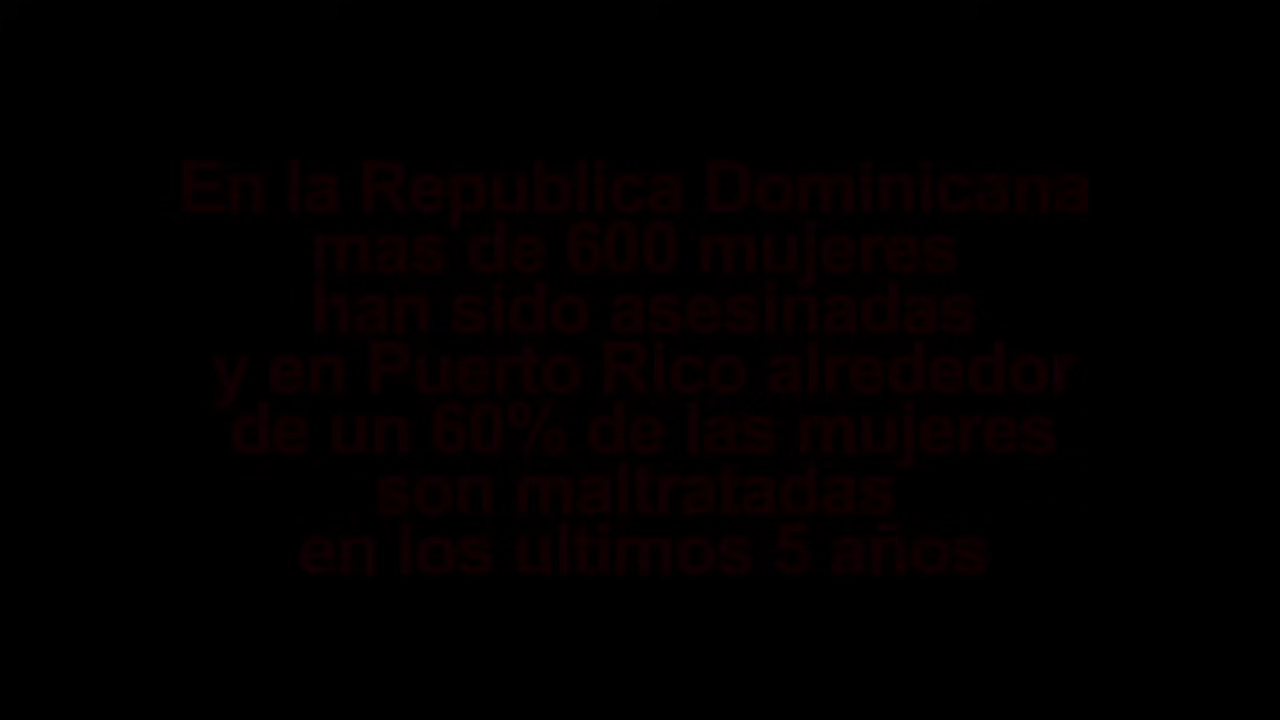 En la Republica Dominicana
mas de 600 mujeres
han sido asesinadas
y en Puerto Rico alrededor
de un 60% de las mujeres
son maltratadas
en los ultimos 5 años